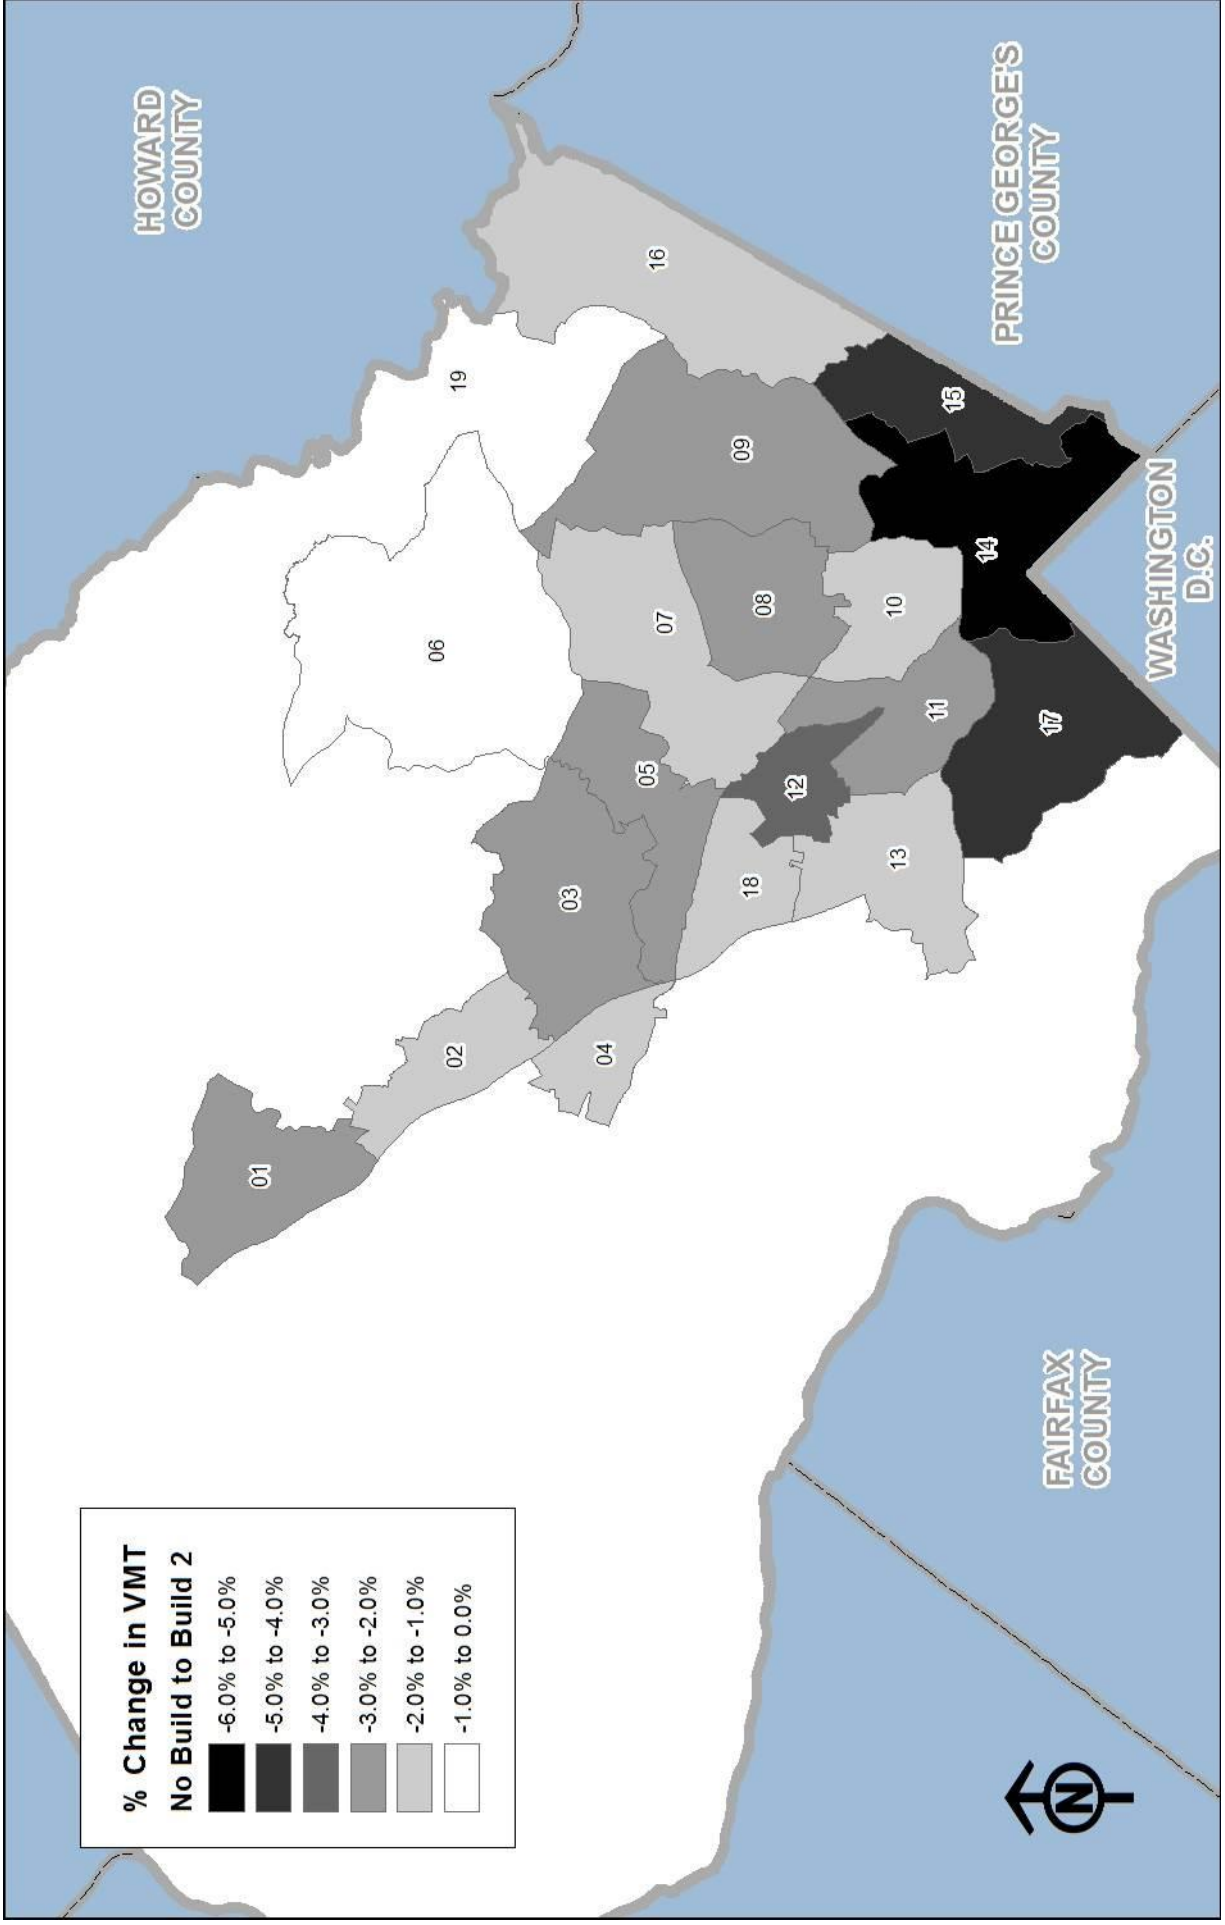 % Change in VMT
No Build to Build 2
-6.0% to -5.0%
-5.0% to -4.0%
-4.0% to -3.0%
-3.0% to -2.0%
-2.0% to -1.0%
-1.0% to 0.0%
HOWARD
COUNTY
01
02
03
04
05
06
19
07
16
18
12
08
09
13
11
10
15
17
14
FAIRFAX
COUNTY
WASHINGTON
D.C.
PRINCE GEORGE'S
COUNTY
N